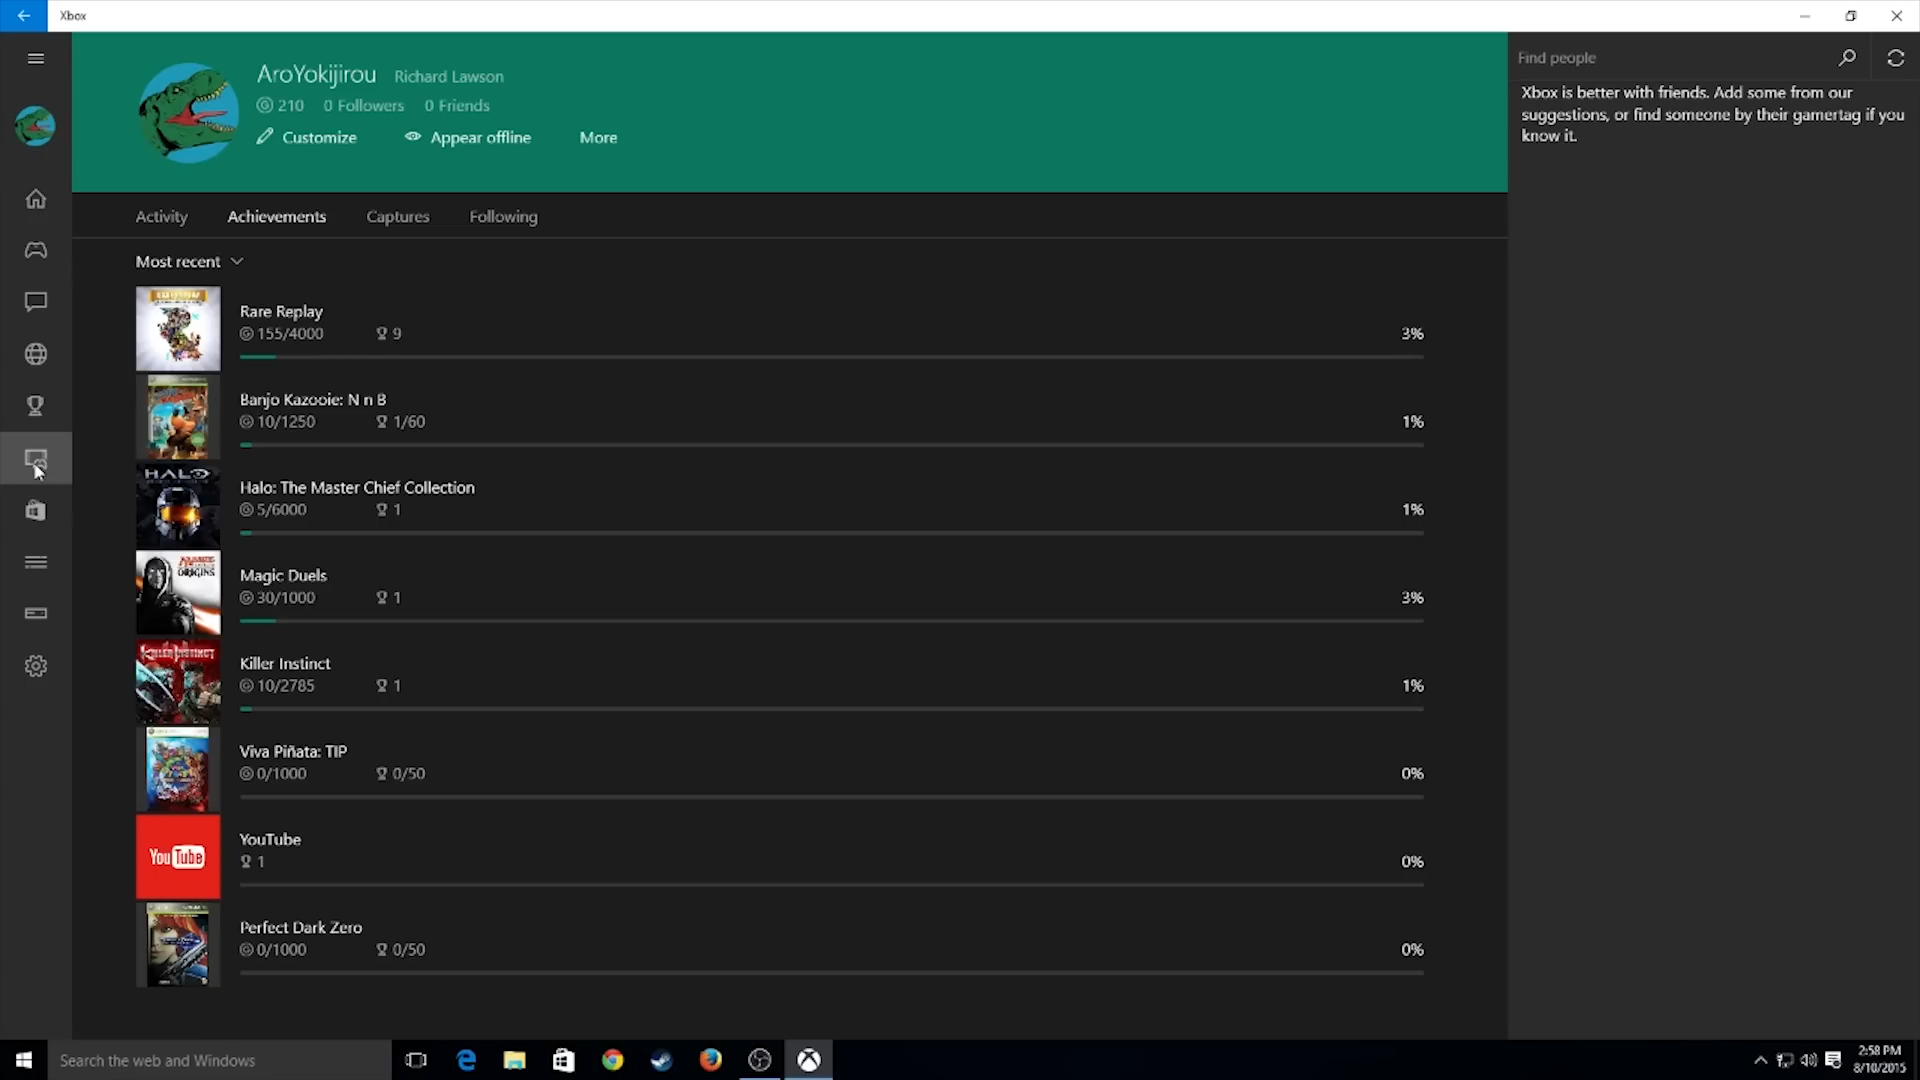 Xbox
AroYokijirou Richard Lawson
210 0 Followers 0 Friends
Customize Appear offline More
Find people
Xbox is better with friends. Add some from our
suggestions, or find someone by their gamertag if you
know it.
Activity Achievements Captures Following
Most recent
Rare Replay
155/4000 9 3%
Banjo Kazooie: N n B
10/1250 1/60 1%
HALO
Halo: The Master Chief Collection
5/6000 1 1%
ORIGINS
Magic Duels
30/1000 1 3%
KILLER INSTINCT
Killer Instinct
10/2785 1 1%
Viva Piñata: TIP
0/1000 0/50 0%
YouTube
YouTube
1 0%
Perfect Dark Zero
0/1000 0/50 0%
Search the web and Windows
2:58 PM
8/10/2015